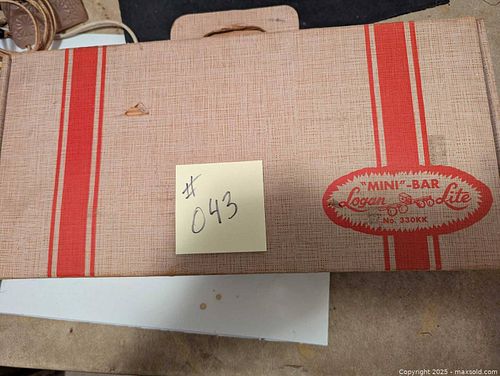 #
043
"MINI"-BAR
Logan Lite
No. 330KK
Copyright 2025 - maxsold.com